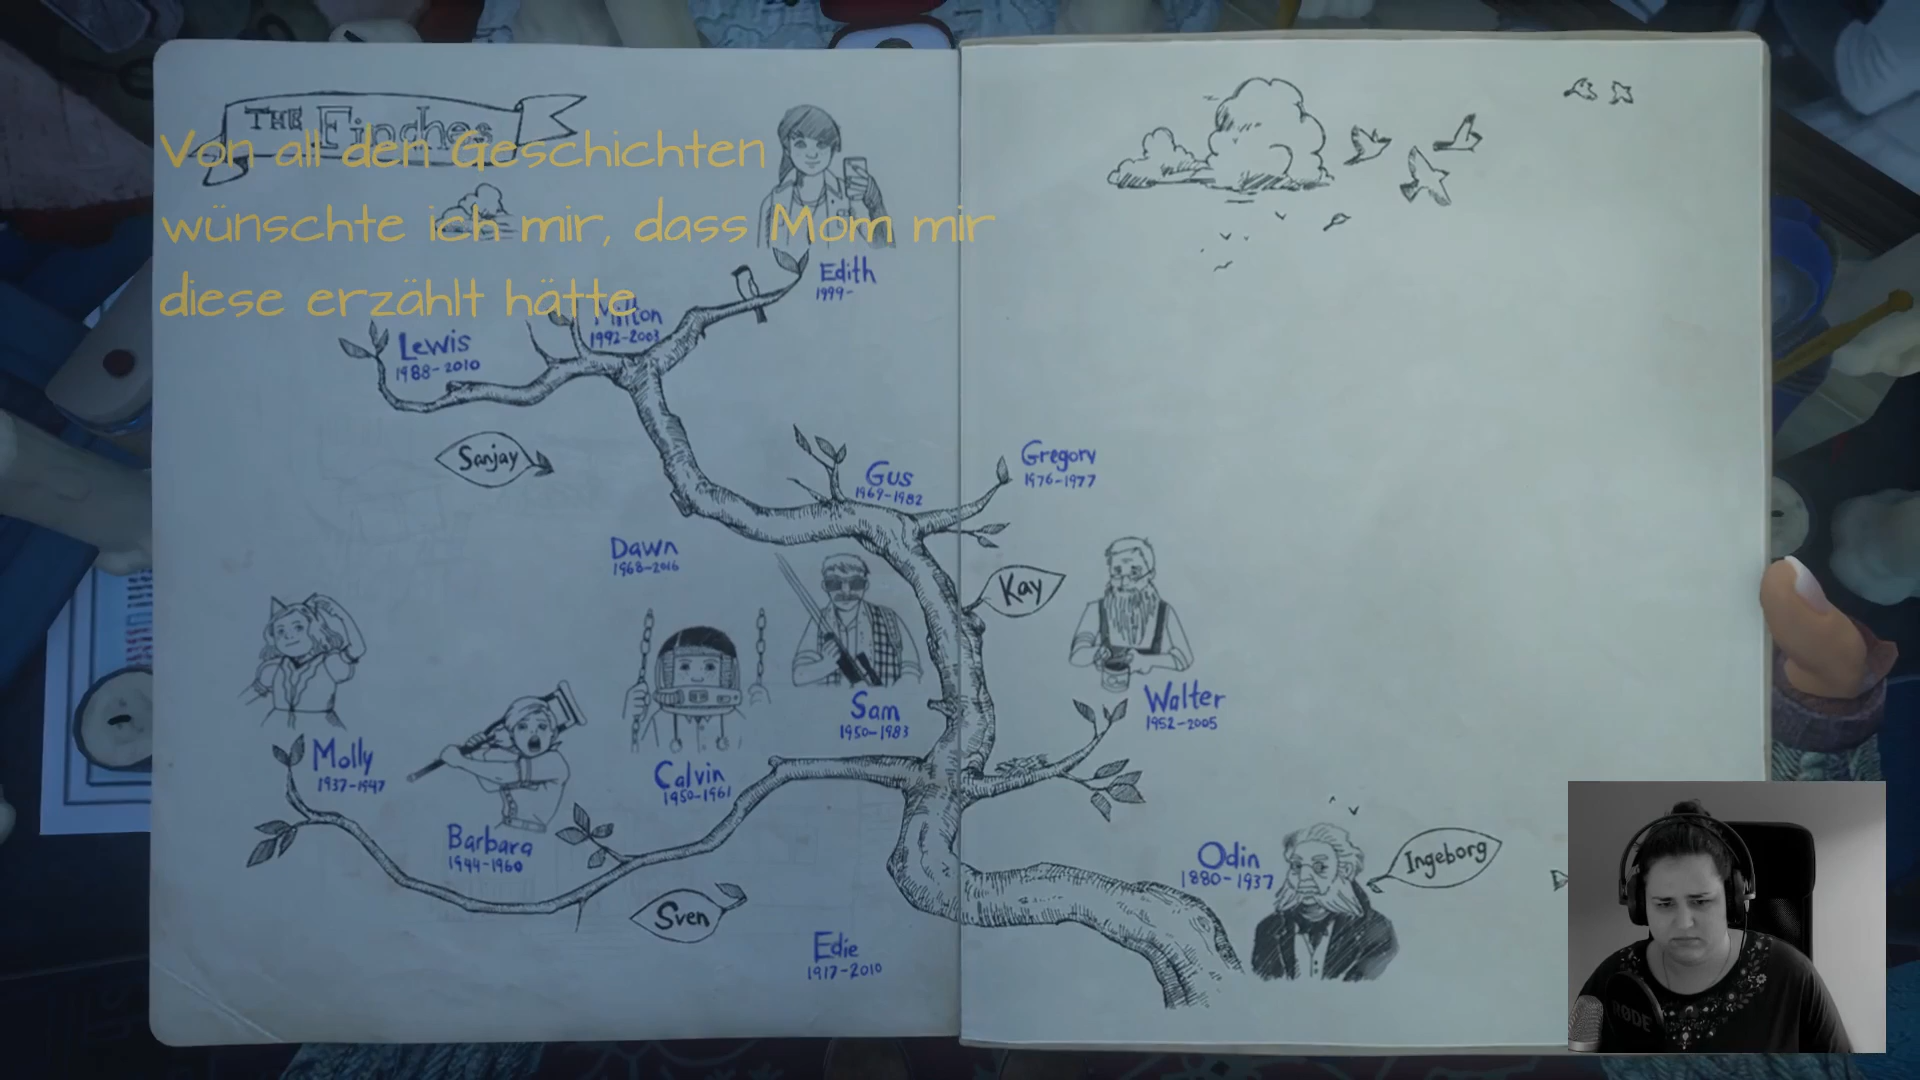 THE Finches
Von all den Geschichten
wünschte ich mir, dass Mom mir
diese erzählt hätte.
Edith
1999-
Milton
1992-2003
Lewis
1988-2010
Sanjay
Gus
1969-1982
Gregory
1976-1977
Dawn
1968-2016
Kay
Sam
1950-1983
Walter
1952-2005
Molly
1937-1947
Calvin
1950-1961
Barbara
1944-1960
Odin
1880-1937
Ingeborg
Sven
Edie
1917-2010
RØDE